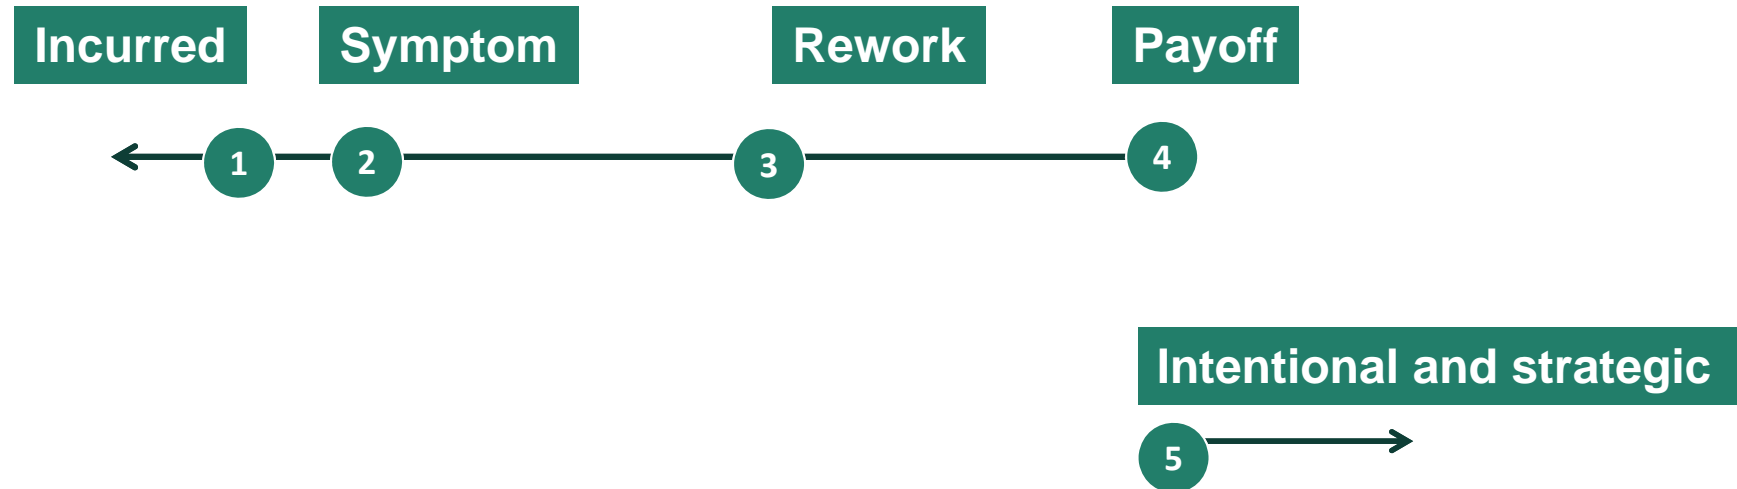 Incurred
Symptom
Rework
Payoff
1
2
3
4
Intentional and strategic
5